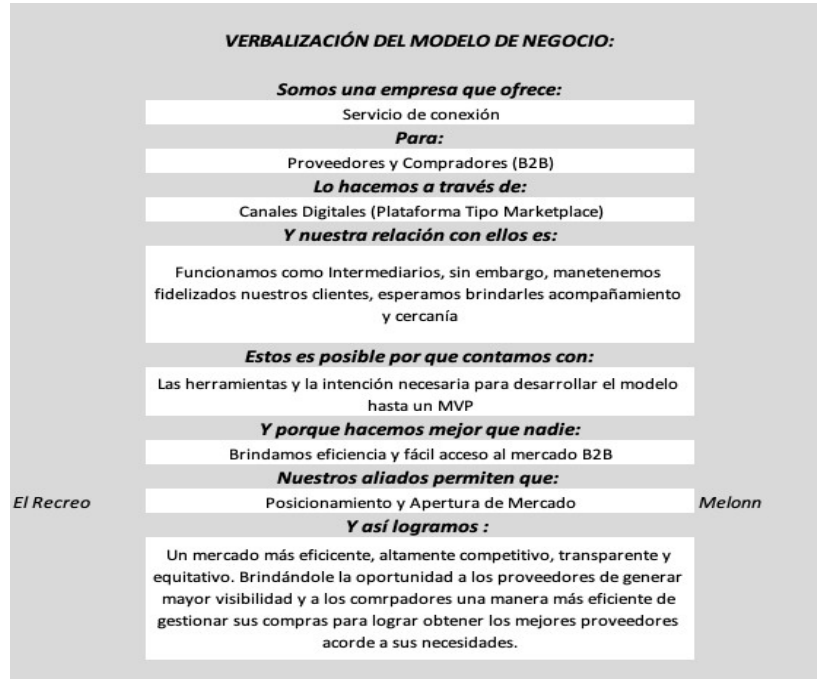 VERBALIZACIÓN DEL MODELO DE NEGOCIO:
Somos una empresa que ofrece:
Servicio de conexión
Para:
Proveedores y Compradores (B2B)
Lo hacemos a través de:
Canales Digitales (Plataforma Tipo Marketplace)
Y nuestra relación con ellos es:
Funcionamos como Intermediarios, sin embargo, manetenemos
fidelizados nuestros clientes, esperamos brindarles acompañamiento
y cercanía
Estos es posible por que contamos con:
Las herramientas y la intención necesaria para desarrollar el modelo
hasta un MVP
Y porque hacemos mejor que nadie:
Brindamos eficiencia y fácil acceso al mercado B2B
Nuestros aliados permiten que:
El Recreo
Posicionamiento y Apertura de Mercado
Melonn
Y así logramos :
Un mercado más eficicente, altamente competitivo, transparente y
equitativo. Brindándole la oportunidad a los proveedores de generar
mayor visibilidad y a los comrpadores una manera más eficiente de
gestionar sus compras para lograr obtener los mejores proveedores
acorde a sus necesidades.